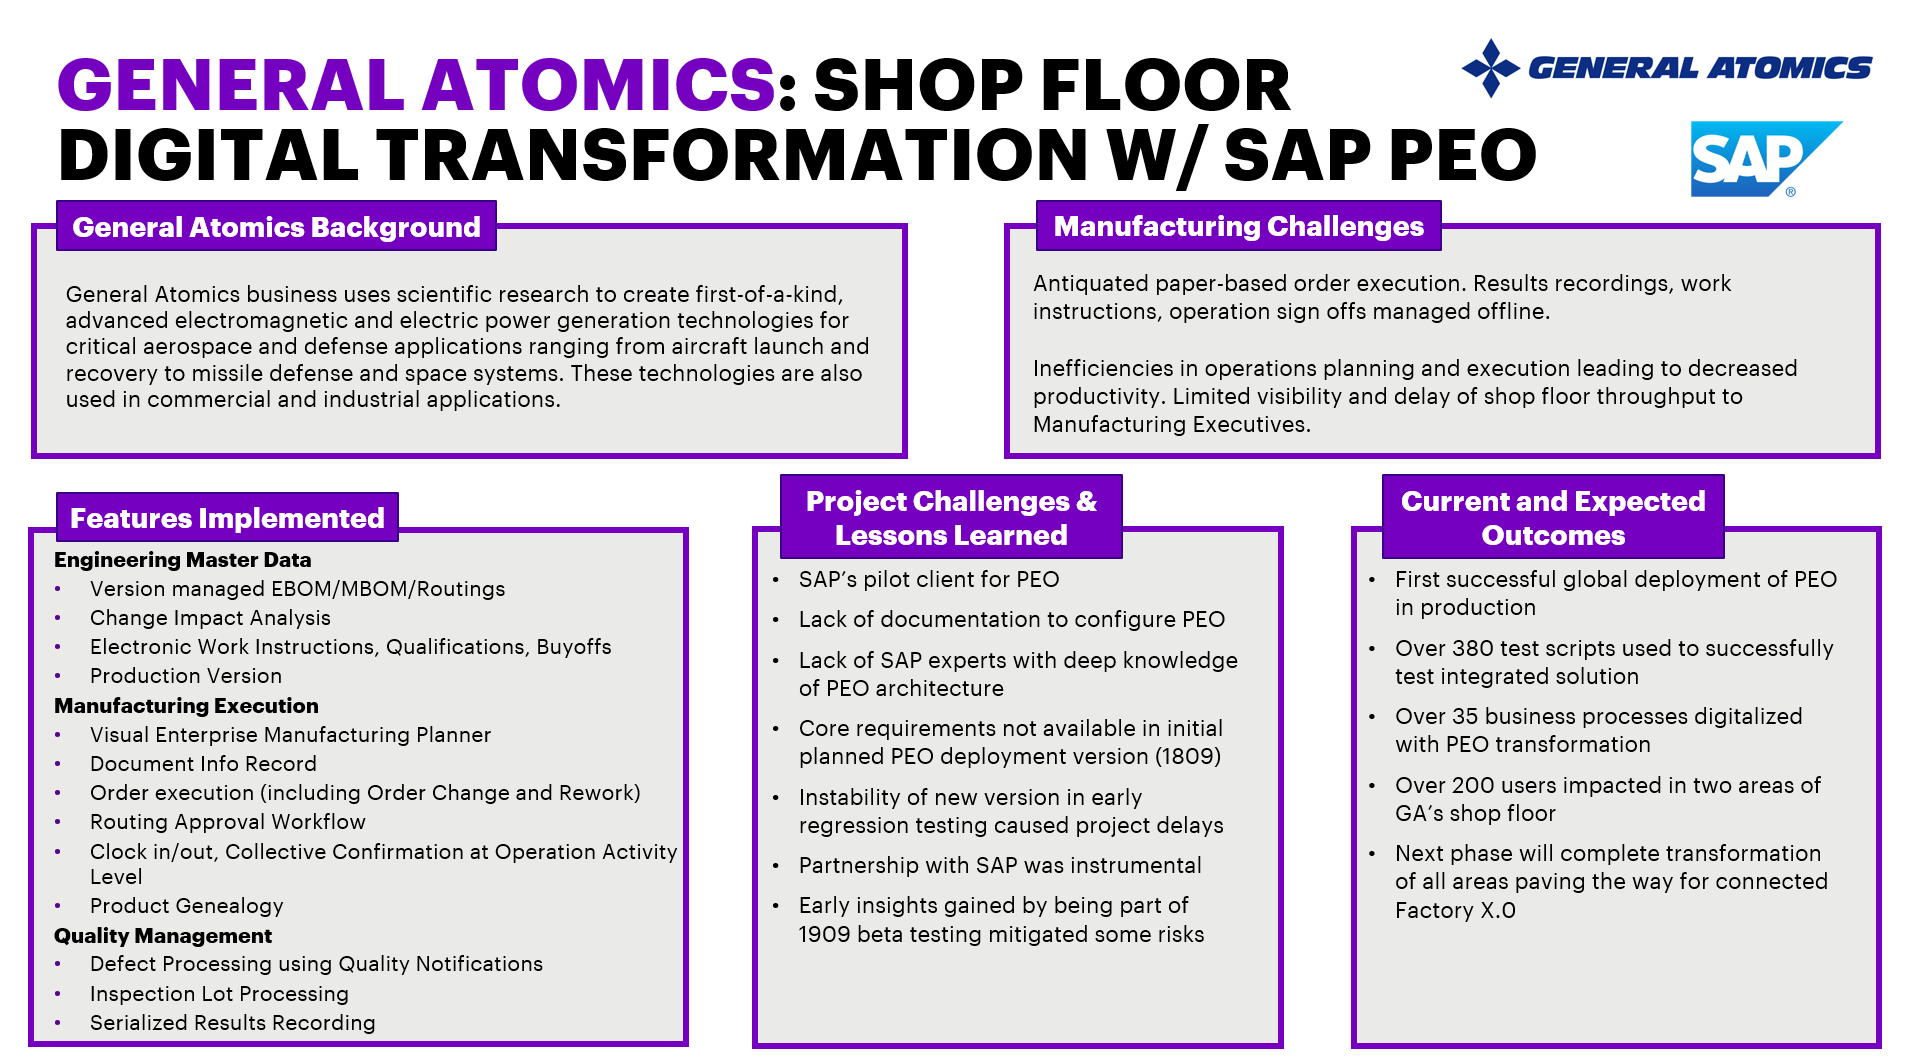 GENERAL ATOMICS: SHOP FLOOR
DIGITAL TRANSFORMATION W/ SAP PEO
GENERAL ATOMICS
SAP
®
General Atomics Background
General Atomics business uses scientific research to create first-of-a-kind,
advanced electromagnetic and electric power generation technologies for
critical aerospace and defense applications ranging from aircraft launch and
recovery to missile defense and space systems. These technologies are also
used in commercial and industrial applications.
Manufacturing Challenges
Antiquated paper-based order execution. Results recordings, work
instructions, operation sign offs managed offline.
Inefficiencies in operations planning and execution leading to decreased
productivity. Limited visibility and delay of shop floor throughput to
Manufacturing Executives.
Features Implemented
Engineering Master Data
• Version managed EBOM/MBOM/Routings
• Change Impact Analysis
• Electronic Work Instructions, Qualifications, Buyoffs
• Production Version
Manufacturing Execution
• Visual Enterprise Manufacturing Planner
• Document Info Record
• Order execution (including Order Change and Rework)
• Routing Approval Workflow
• Clock in/out, Collective Confirmation at Operation Activity
Level
• Product Genealogy
Quality Management
• Defect Processing using Quality Notifications
• Inspection Lot Processing
• Serialized Results Recording
Project Challenges &
Lessons Learned
• SAP’s pilot client for PEO
• Lack of documentation to configure PEO
• Lack of SAP experts with deep knowledge
of PEO architecture
• Core requirements not available in initial
planned PEO deployment version (1809)
• Instability of new version in early
regression testing caused project delays
• Partnership with SAP was instrumental
• Early insights gained by being part of
1909 beta testing mitigated some risks
Current and Expected
Outcomes
• First successful global deployment of PEO
in production
• Over 380 test scripts used to successfully
test integrated solution
• Over 35 business processes digitalized
with PEO transformation
• Over 200 users impacted in two areas of
GA’s shop floor
• Next phase will complete transformation
of all areas paving the way for connected
Factory X.0